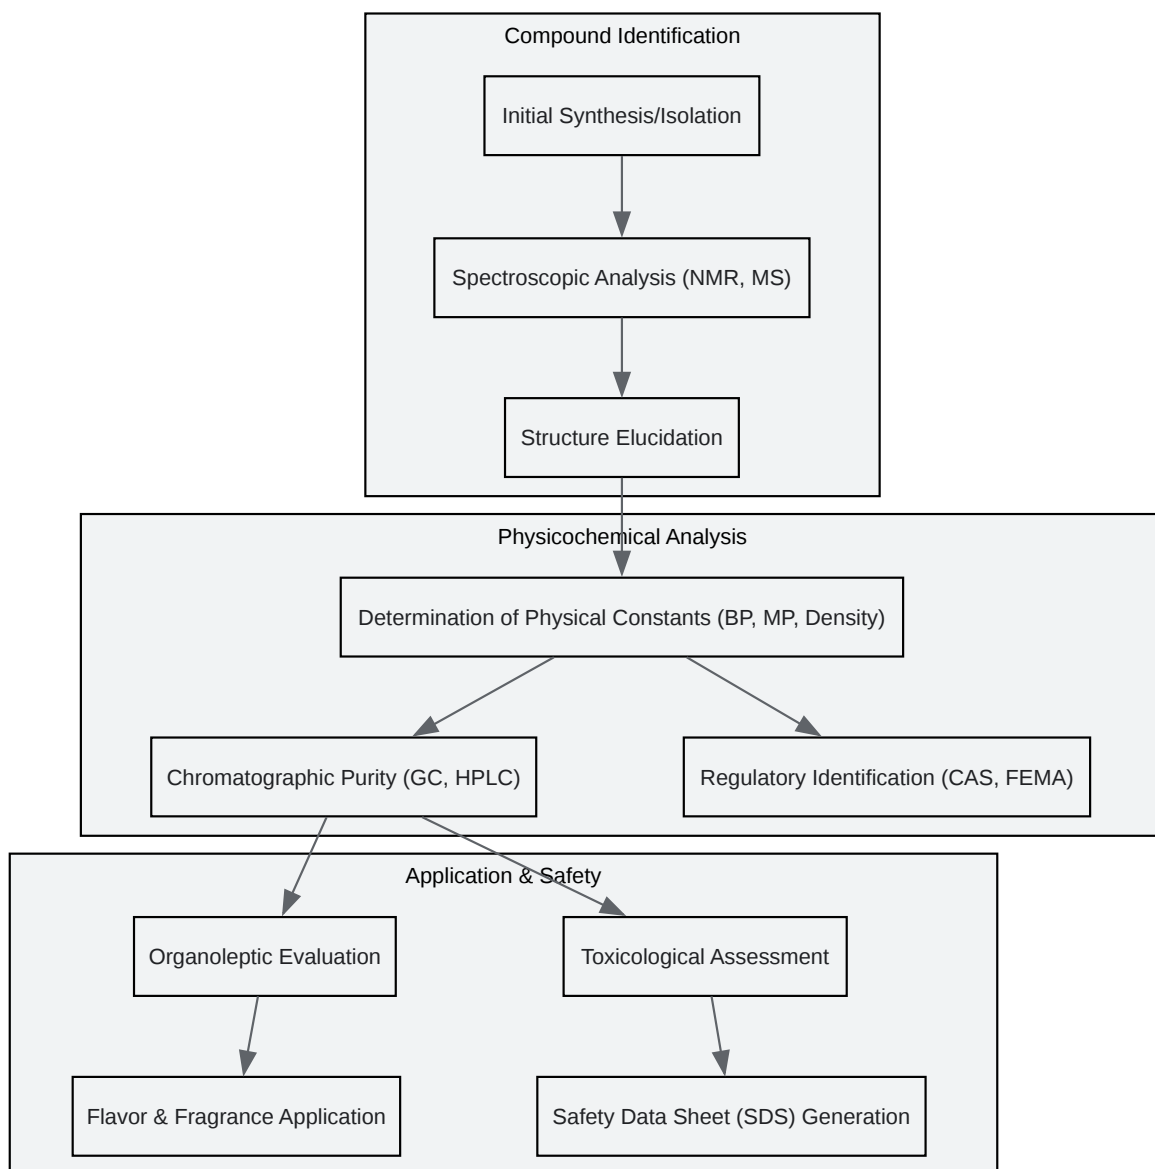 Compound Identification
Initial Synthesis/Isolation
Spectroscopic Analysis (NMR, MS)
Structure Elucidation
Physicochemical Analysis
Determination of Physical Constants (BP, MP, Density)
Chromatographic Purity (GC, HPLC)
Regulatory Identification (CAS, FEMA)
Application & Safety
Organoleptic Evaluation
Toxicological Assessment
Flavor & Fragrance Application
Safety Data Sheet (SDS) Generation